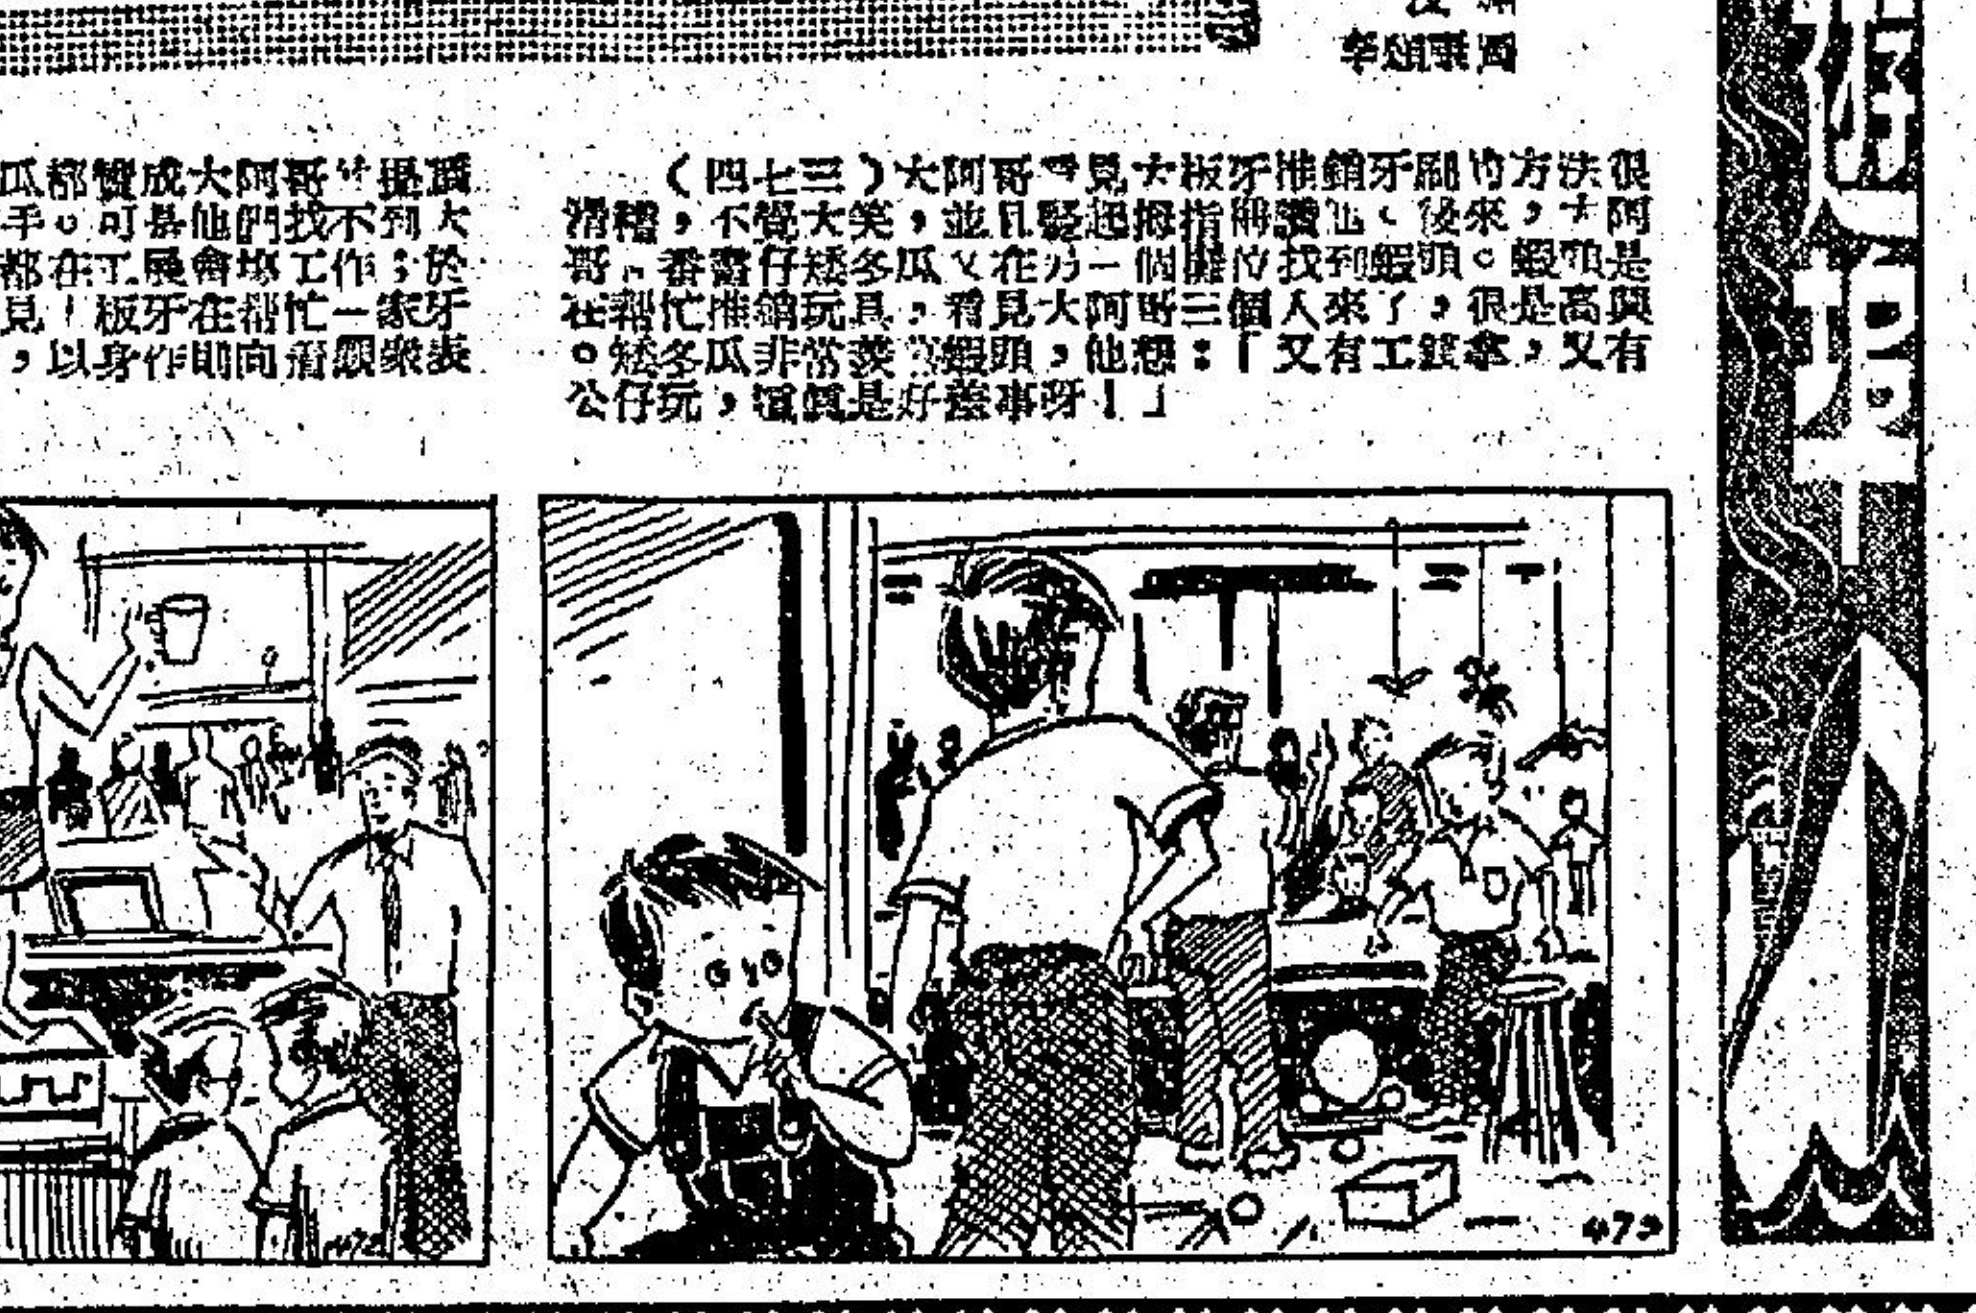 瓜都贊成大阿哥的提議
手。可是他們找不到大
都在工展會場工作；於
見大板牙在幫忙一家牙
，以身作則向着觀衆表
（四七三）大阿哥看見大板牙推銷牙刷的方法很
滑稽，不覺大笑，並且豎起拇指稱讚他。後來，大阿
哥、番薯仔矮冬瓜又在另一個攤位找到蝦頭。蝦頭是
在幫忙推銷玩具，看見大阿哥三個人來了，很是高興
。矮冬瓜非常羨慕蝦頭，他想：「又有工錢拿，又有
公仔玩，這眞是好差事呀！」
472
473